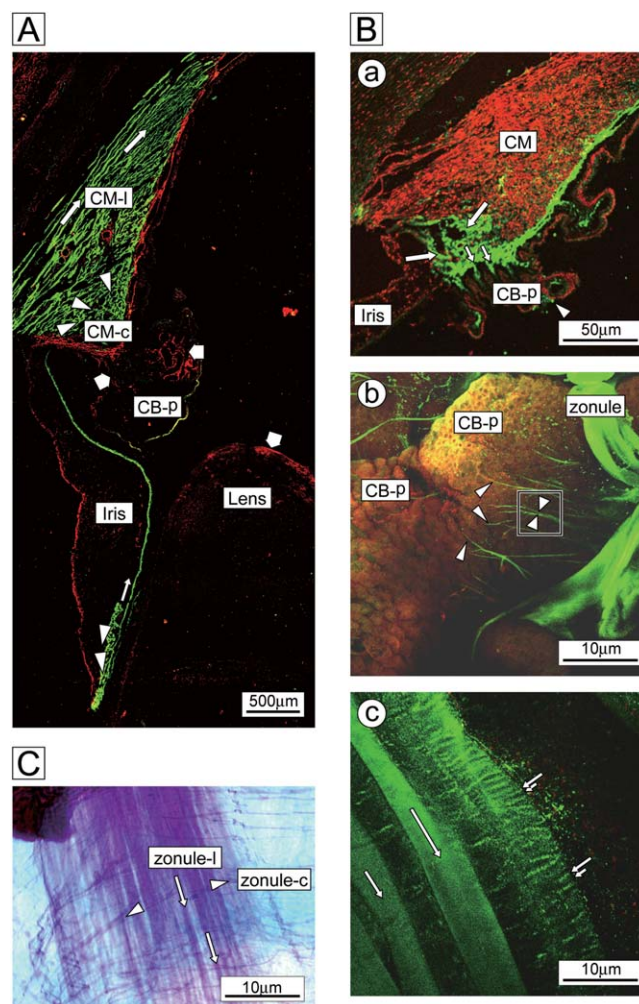 A
CM-l
CM-c
CB-p
Iris
Lens
500μm
B
a
CM
CB-p
Iris
50μm
b
CB-p
zonule
CB-p
10μm
C
zonule-l
zonule-c
10μm
c
10μm